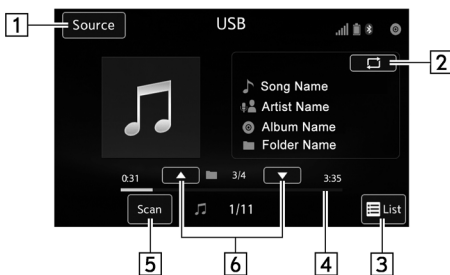 1
Source
USB
2
Song Name
Artist Name
Album Name
Folder Name
0:31
3/4
3:35
Scan
1/11
List
5
6
4
3